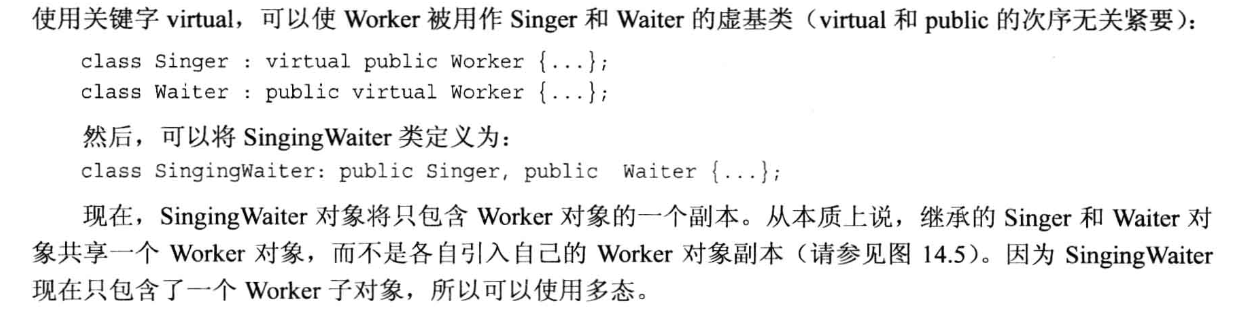 使用关键字 virtual，可以使 Worker 被用作 Singer 和 Waiter 的虚基类（virtual 和 public 的次序无关紧要）：
class Singer : virtual public Worker {...};
class Waiter : public virtual Worker {...};
然后，可以将 SingingWaiter 类定义为：
class SingingWaiter: public Singer, public  Waiter {...};
现在，SingingWaiter 对象将只包含 Worker 对象的一个副本。从本质上说，继承的 Singer 和 Waiter 对
象共享一个 Worker 对象，而不是各自引入自己的 Worker 对象副本（请参见图 14.5）。因为 SingingWaiter
现在只包含了一个 Worker 子对象，所以可以使用多态。